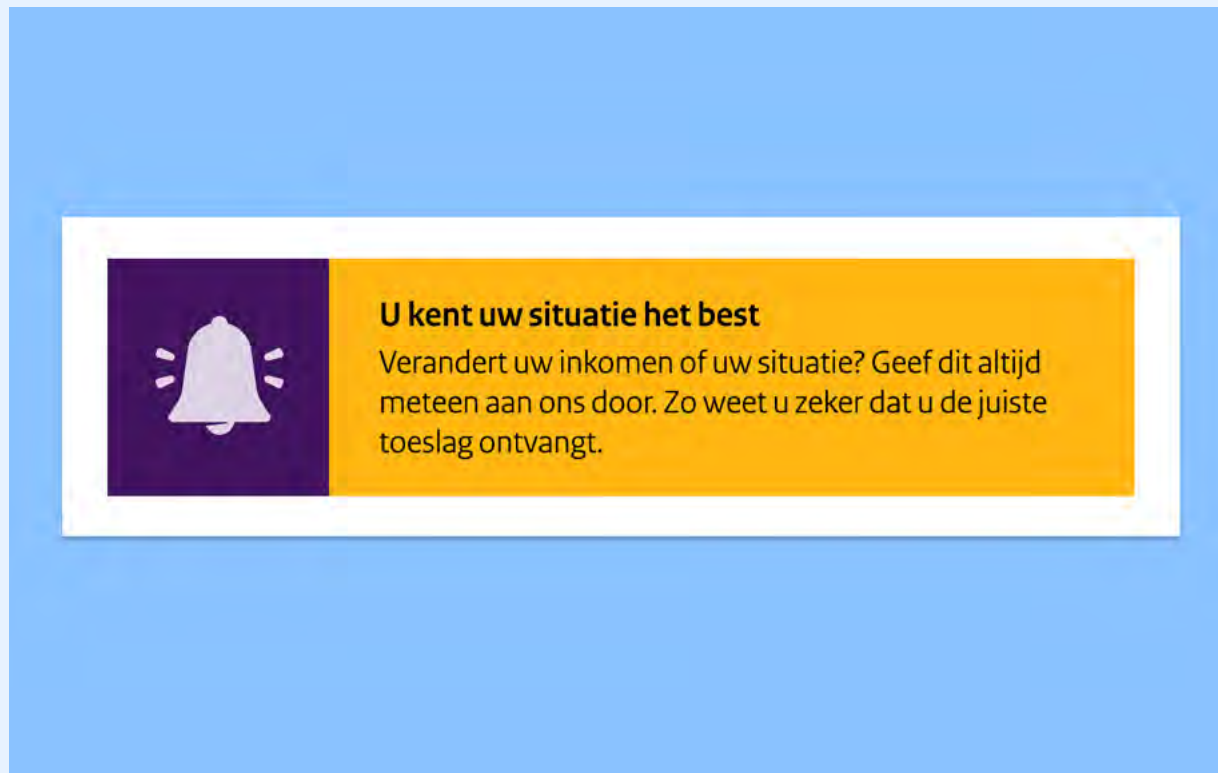 U kent uw situatie het best
Verandert uw inkomen of uw situatie? Geef dit altijd
meteen aan ons door. Zo weet u zeker dat u de juiste
toeslag ontvangt.